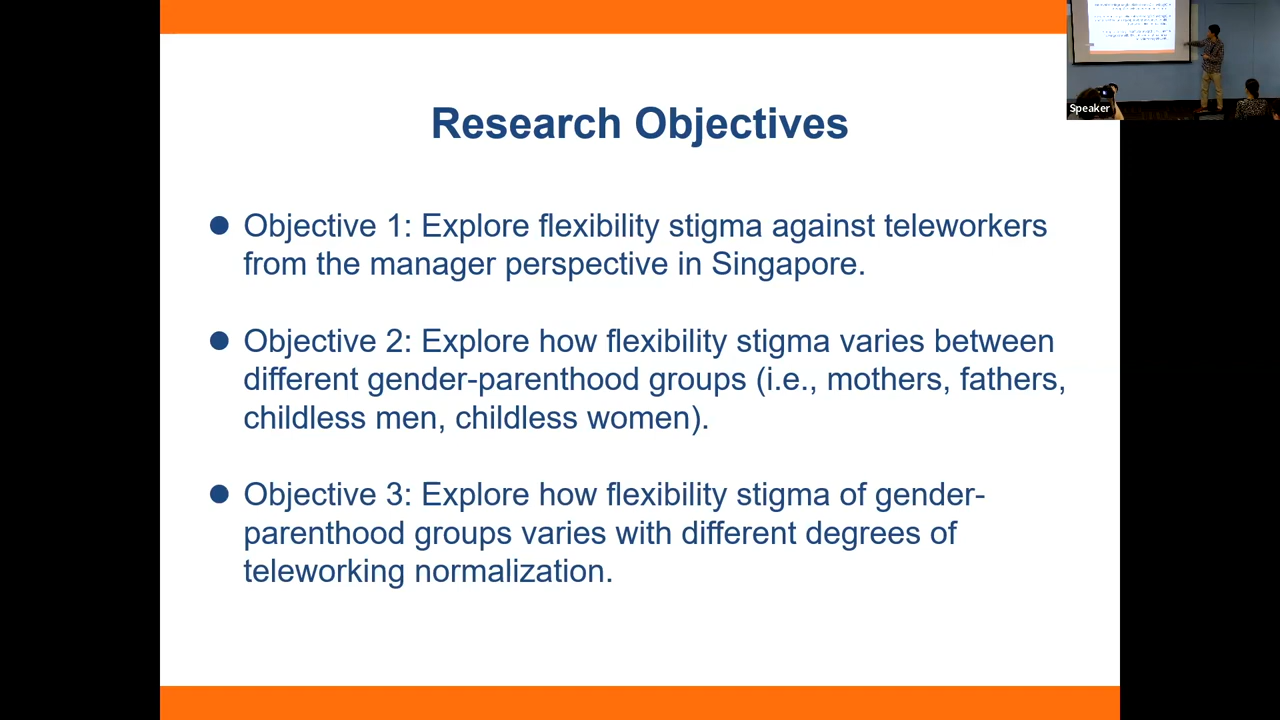 Research Objectives
Speaker
● Objective 1: Explore flexibility stigma against teleworkers
from the manager perspective in Singapore.
● Objective 2: Explore how flexibility stigma varies between
different gender-parenthood groups (i.e., mothers, fathers,
childless men, childless women).
● Objective 3: Explore how flexibility stigma of gender-
parenthood groups varies with different degrees of
teleworking normalization.